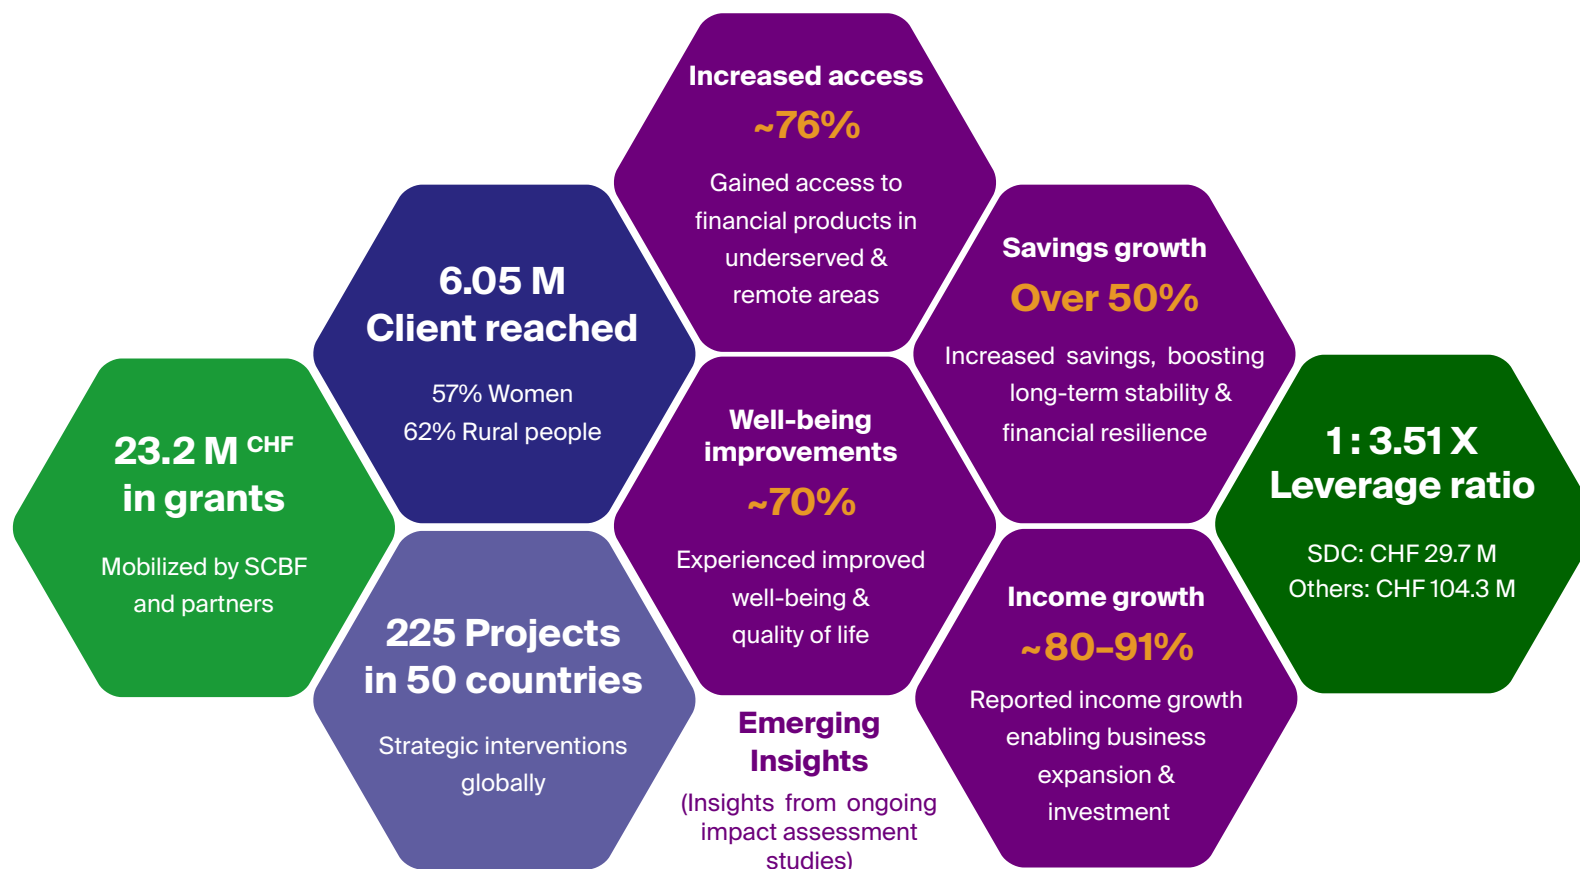 Increased access
~76%
Gained access to
financial products in
underserved &
remote areas
6.05 M
Client reached
57% Women
62% Rural people
Savings growth
Over 50%
Increased savings, boosting
long-term stability &
financial resilience
23.2 M CHF
in grants
Mobilized by SCBF
and partners
Well-being
improvements
~70%
Experienced improved
well-being &
quality of life
1 : 3.51 X
Leverage ratio
SDC: CHF 29.7 M
Others: CHF 104.3 M
225 Projects
in 50 countries
Strategic interventions
globally
Income growth
~80–91%
Reported income growth
enabling business
expansion &
investment
Emerging
Insights
(Insights from ongoing
impact assessment
studies)